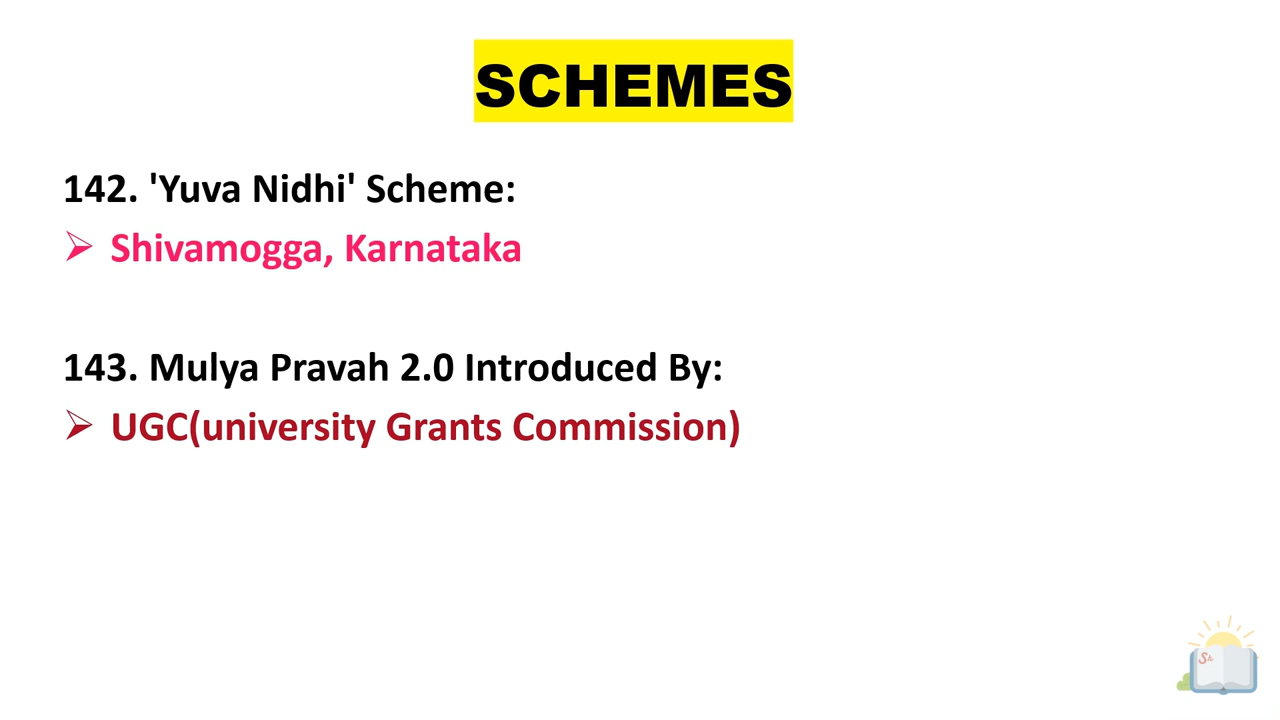 SCHEMES
142. 'Yuva Nidhi' Scheme:
➢ Shivamogga, Karnataka
143. Mulya Pravah 2.0 Introduced By:
➢ UGC(university Grants Commission)